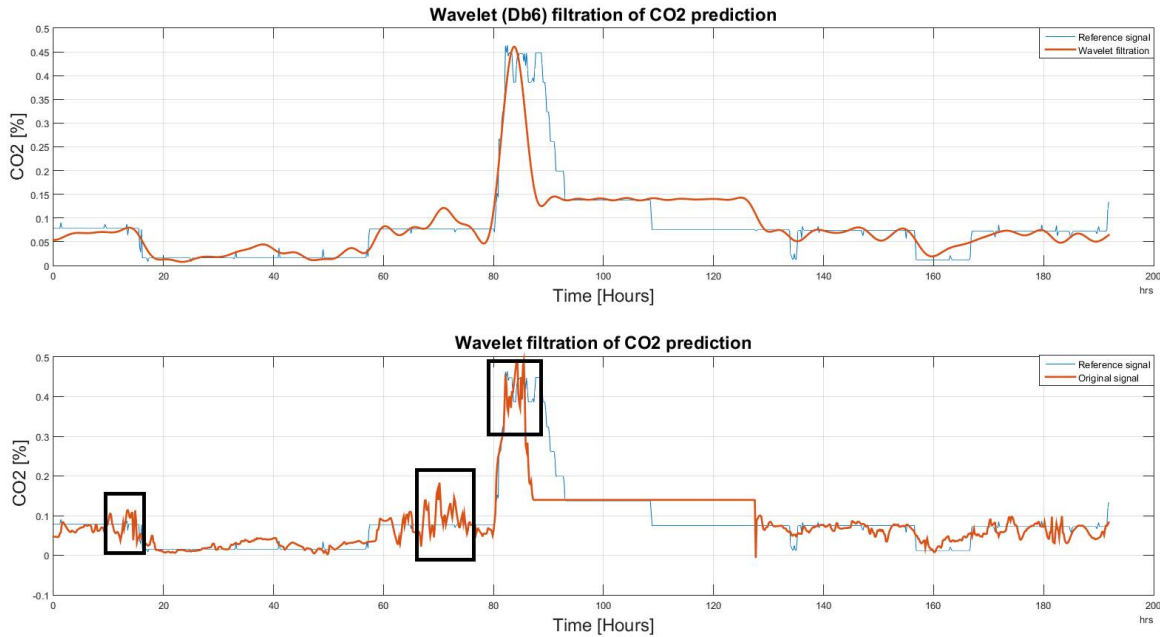 Wavelet (Db6) filtration of CO2 prediction
0.5
0.45
0.4
0.35
0.3
0.25
0.2
0.15
0.1
0.05
0
CO2 [%]
Reference signal
Wavelet filtration
0 20 40 60 80 100 120 140 160 180 200
Time [Hours]
hrs
Wavelet filtration of CO2 prediction
0.5
0.4
0.3
0.2
0.1
0
-0.1
CO2 [%]
Reference signal
Original signal
0 20 40 60 80 100 120 140 160 180 200
Time [Hours]
hrs